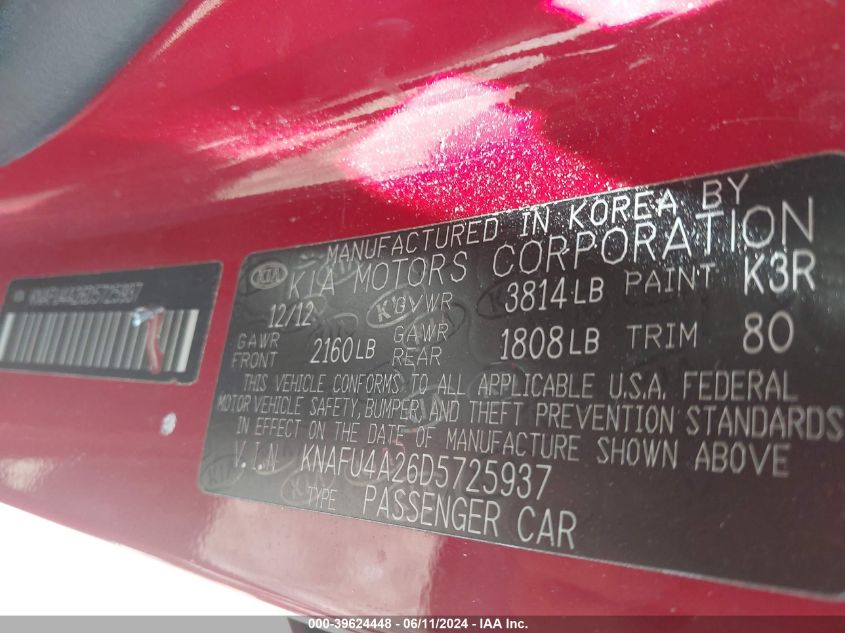 KNAFU4A26D5725937
MANUFACTURED IN KOREA BY
KIA KIA MOTORS CORPORATION
12/12 GVWR 3814LB PAINT K3R
GAWR FRONT 2160LB GAWR REAR 1808LB TRIM 80
THIS VEHICLE CONFORMS TO ALL APPLICABLE U.S.A. FEDERAL
MOTOR VEHICLE SAFETY, BUMPER, AND THEFT PREVENTION STANDARDS
IN EFFECT ON THE DATE OF MANUFACTURE SHOWN ABOVE
V.I.N KNAFU4A26D5725937
TYPE PASSENGER CAR
000-39624448 - 06/11/2024 - IAA Inc.